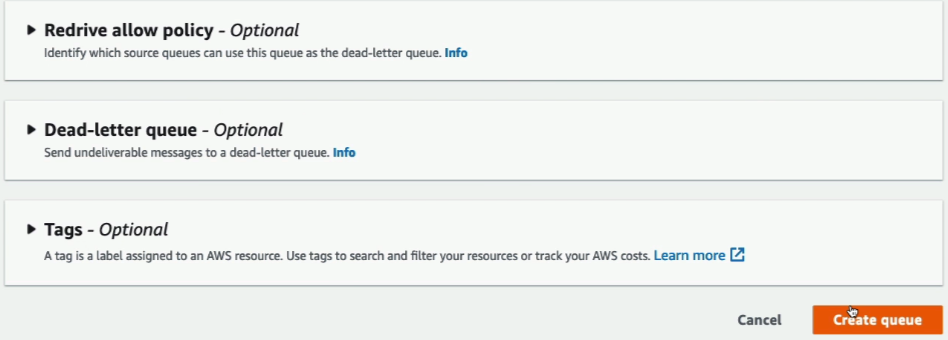 Redrive allow policy - Optional
Identify which source queues can use this queue as the dead-letter queue. Info
Dead-letter queue - Optional
Send undeliverable messages to a dead-letter queue. Info
Tags - Optional
A tag is a label assigned to an AWS resource. Use tags to search and filter your resources or track your AWS costs. Learn more
Cancel Create queue